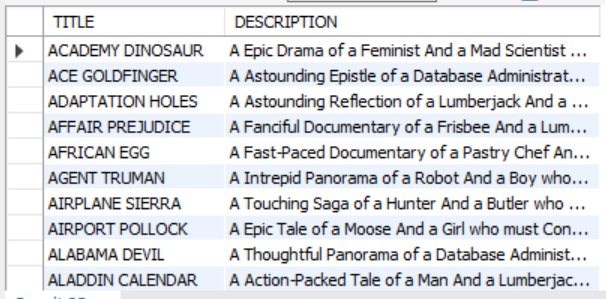 TITLE DESCRIPTION
ACADEMY DINOSAUR A Epic Drama of a Feminist And a Mad Scientist ...
ACE GOLDFINGER A Astounding Epistle of a Database Administrat...
ADAPTATION HOLES A Astounding Reflection of a Lumberjack And a ...
AFFAIR PREJUDICE A Fanciful Documentary of a Frisbee And a Lum...
AFRICAN EGG A Fast-Paced Documentary of a Pastry Chef An...
AGENT TRUMAN A Intrepid Panorama of a Robot And a Boy who...
AIRPLANE SIERRA A Touching Saga of a Hunter And a Butler who ...
AIRPORT POLLOCK A Epic Tale of a Moose And a Girl who must Con...
ALABAMA DEVIL A Thoughtful Panorama of a Database Administ...
ALADDIN CALENDAR A Action-Packed Tale of a Man And a Lumberjac...